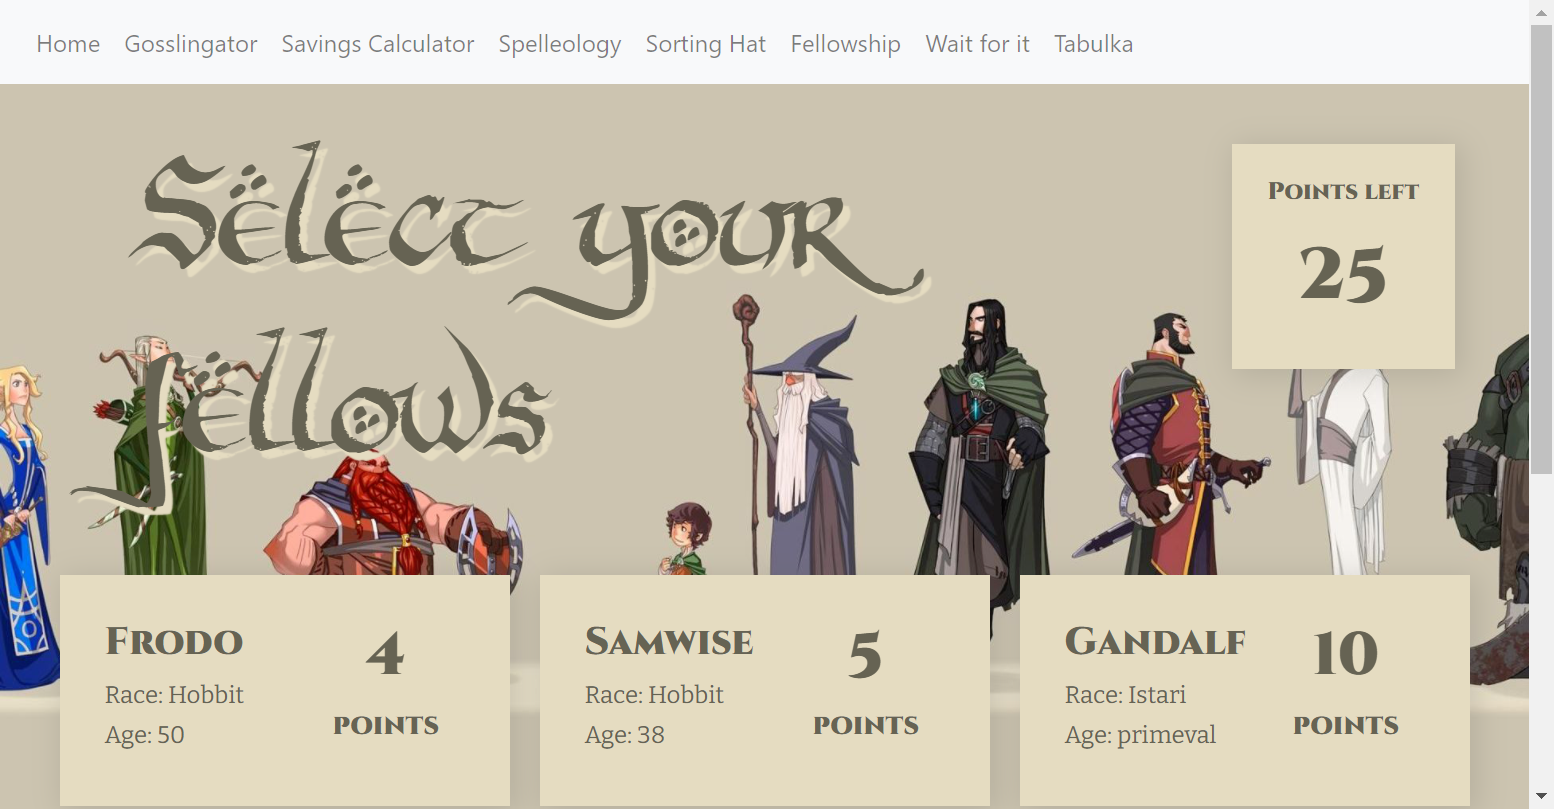 Home Gosslingator Savings Calculator Spelleology Sorting Hat Fellowship Wait for it Tabulka
Select your
fellows
Points left
25
Frodo
Race: Hobbit
Age: 50
4
points
Samwise
Race: Hobbit
Age: 38
5
points
Gandalf
Race: Istari
Age: primeval
10
points